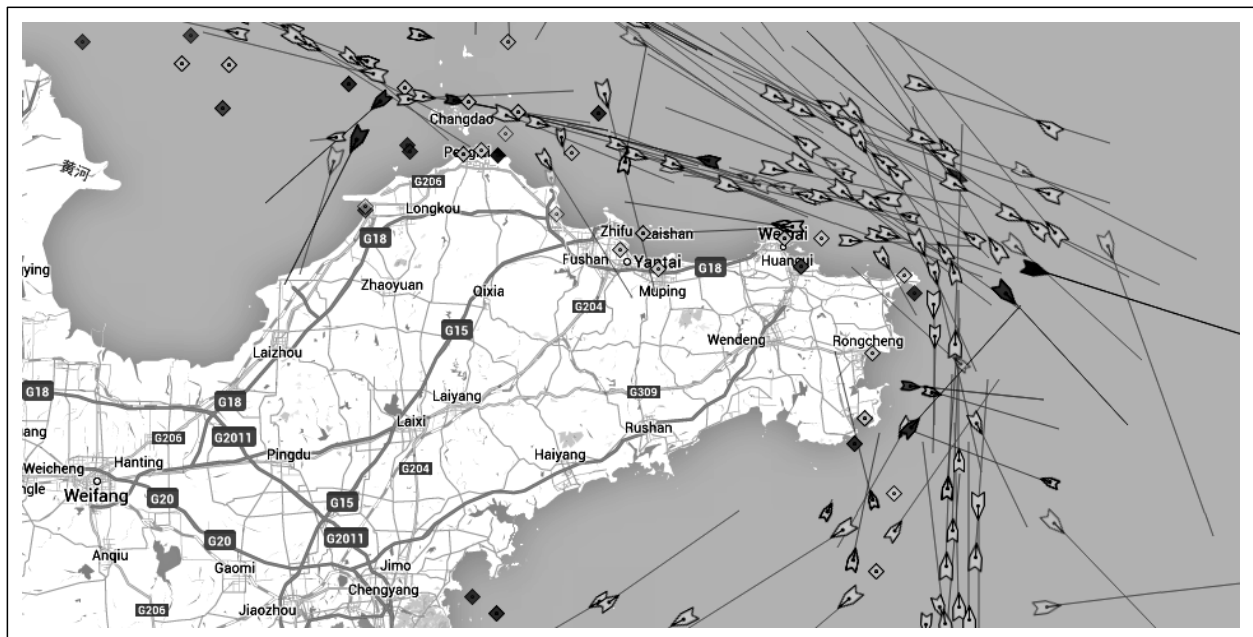 Changdao
黄河
G206
Longkou
G18
Zhifu
Laishan
Fushan
Yantai
G18
Huancui
ying
Zhaoyuan
Qixia
Muping
G204
G15
Laizhou
Wendeng
Rongcheng
G18
G18
Laiyang
G309
Laixi
ang
G206
G2011
Rushan
Weicheng
Hanting
Pingdu
G204
Haiyang
ngle
Weifang
G20
G15
G20
G2011
Anqiu
Gaomi
Jimo
Chengyang
G206
Jiaozhou